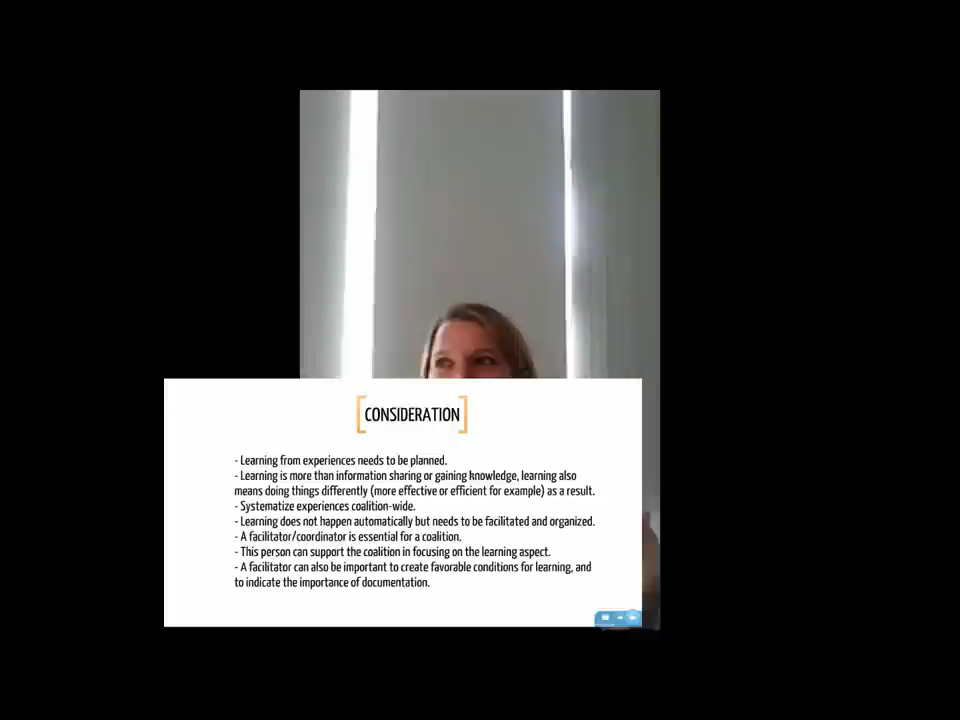 [CONSIDERATION]
- Learning from experiences needs to be planned.
- Learning is more than information sharing or gaining knowledge, learning also
means doing things differently (more effective or efficient for example) as a result.
- Systematize experiences coalition-wide.
- Learning does not happen automatically but needs to be facilitated and organized.
- A facilitator/coordinator is essential for a coalition.
- This person can support the coalition in focusing on the learning aspect.
- A facilitator can also be important to create favorable conditions for learning, and
to indicate the importance of documentation.